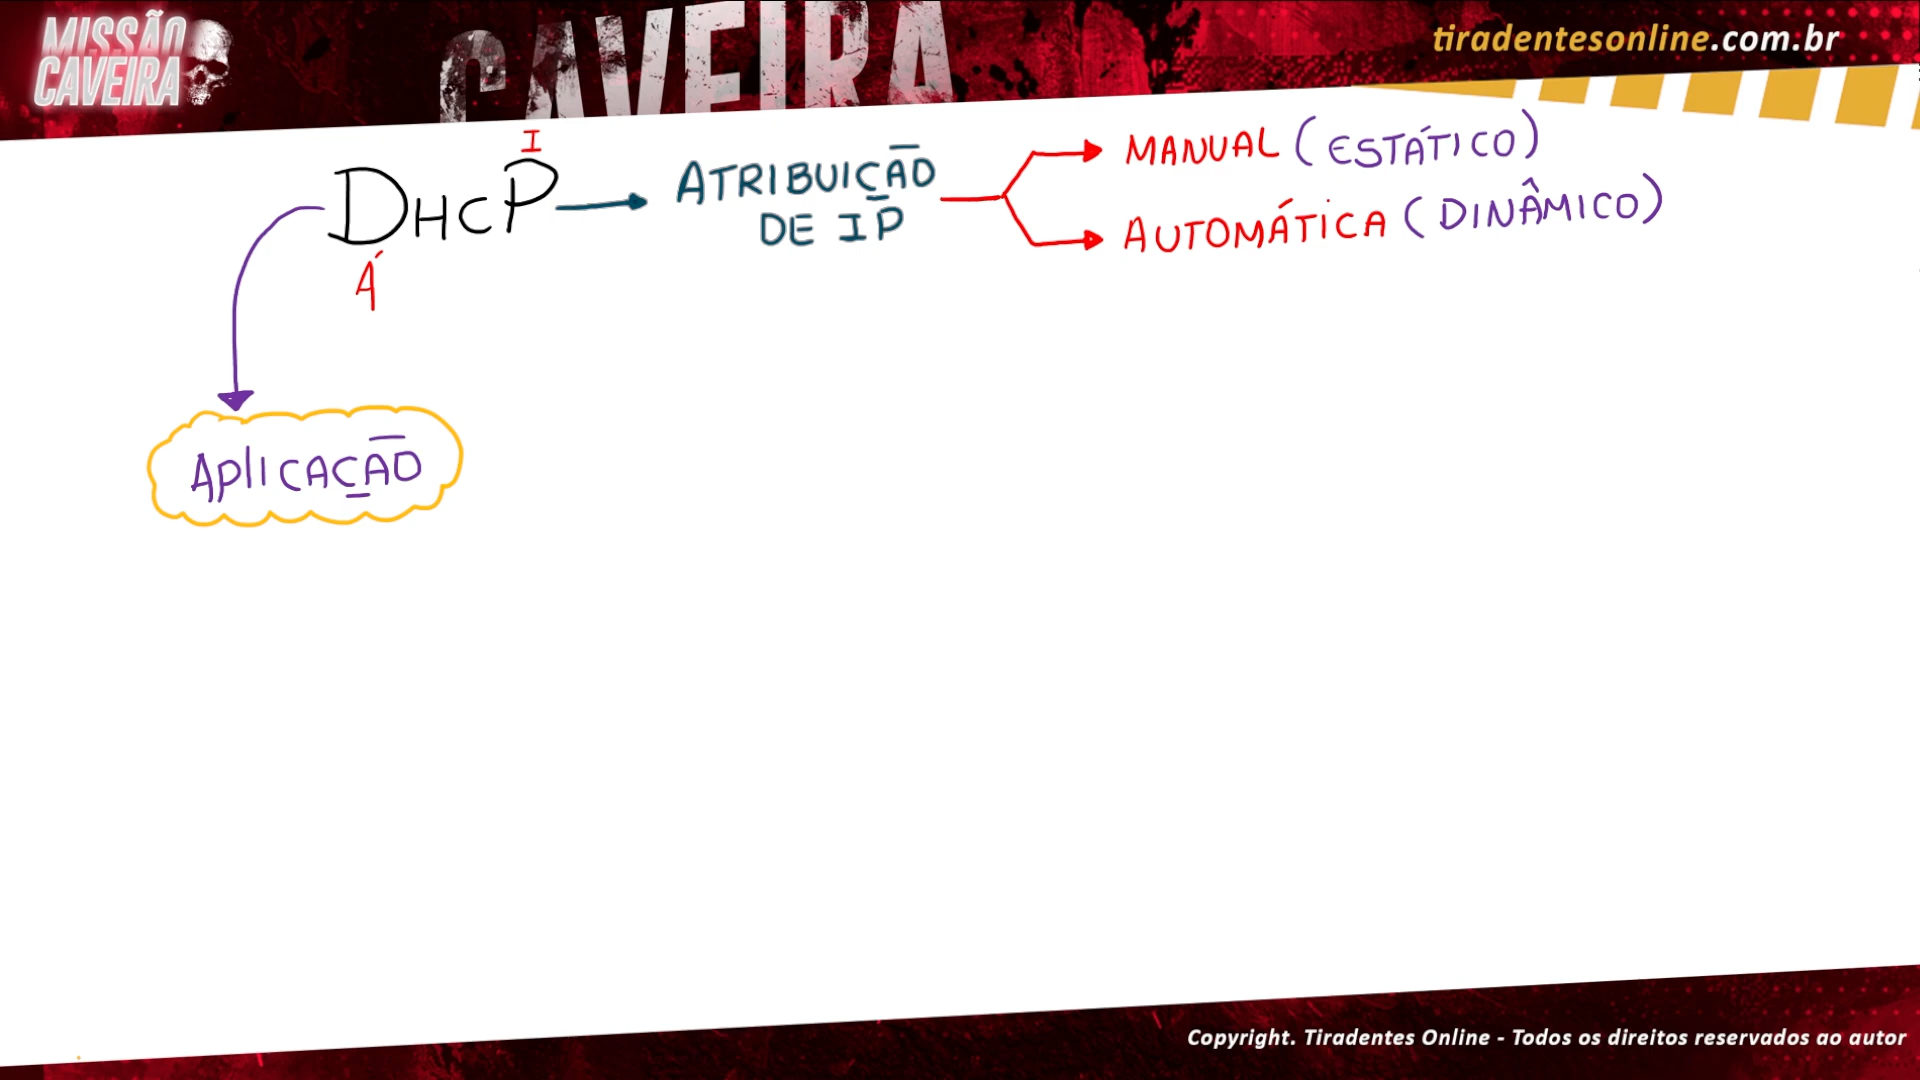 MISSÃO
CAVEIRA
CAVEIRA
tiradentesonline.com.br
I
DHCP
Á
ATRIBUIÇÃO
DE IP
MANUAL (ESTÁTICO)
AUTOMÁTICA (DINÂMICO)
APLICAÇÃO
Copyright. Tiradentes Online - Todos os direitos reservados ao autor